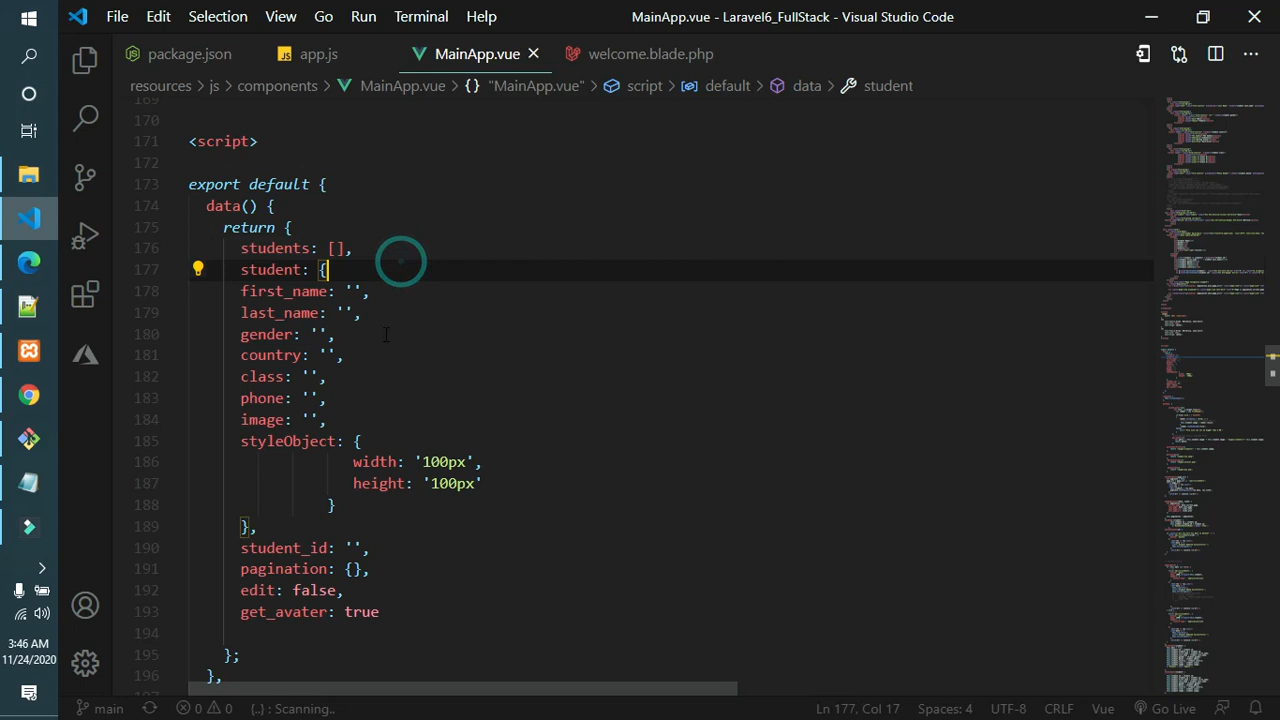 File Edit Selection View Go Run Terminal Help MainApp.vue - Laravel6_FullStack - Visual Studio Code
package.json JS app.js MainApp.vue welcome.blade.php
resources > js > components > MainApp.vue > {} "MainApp.vue" > script > default > data > student
169
170
171 <script>
172
173 export default {
174 data() {
175 return {
176 students: [],
177 student: {
178 first_name: '',
179 last_name: '',
180 gender: '',
181 country: '',
182 class: '',
183 phone: '',
184 image: '',
185 styleObject: {
186 width: '100px',
187 height: '100px'
188 }
189 },
190 student_id: '',
191 pagination: {},
192 edit: false,
193 get_avater: true
194
195 };
196 },
197
3:46 AM
11/24/2020
main 0 0 {..} : Scanning.. Ln 177, Col 17 Spaces: 4 UTF-8 CRLF Vue Go Live